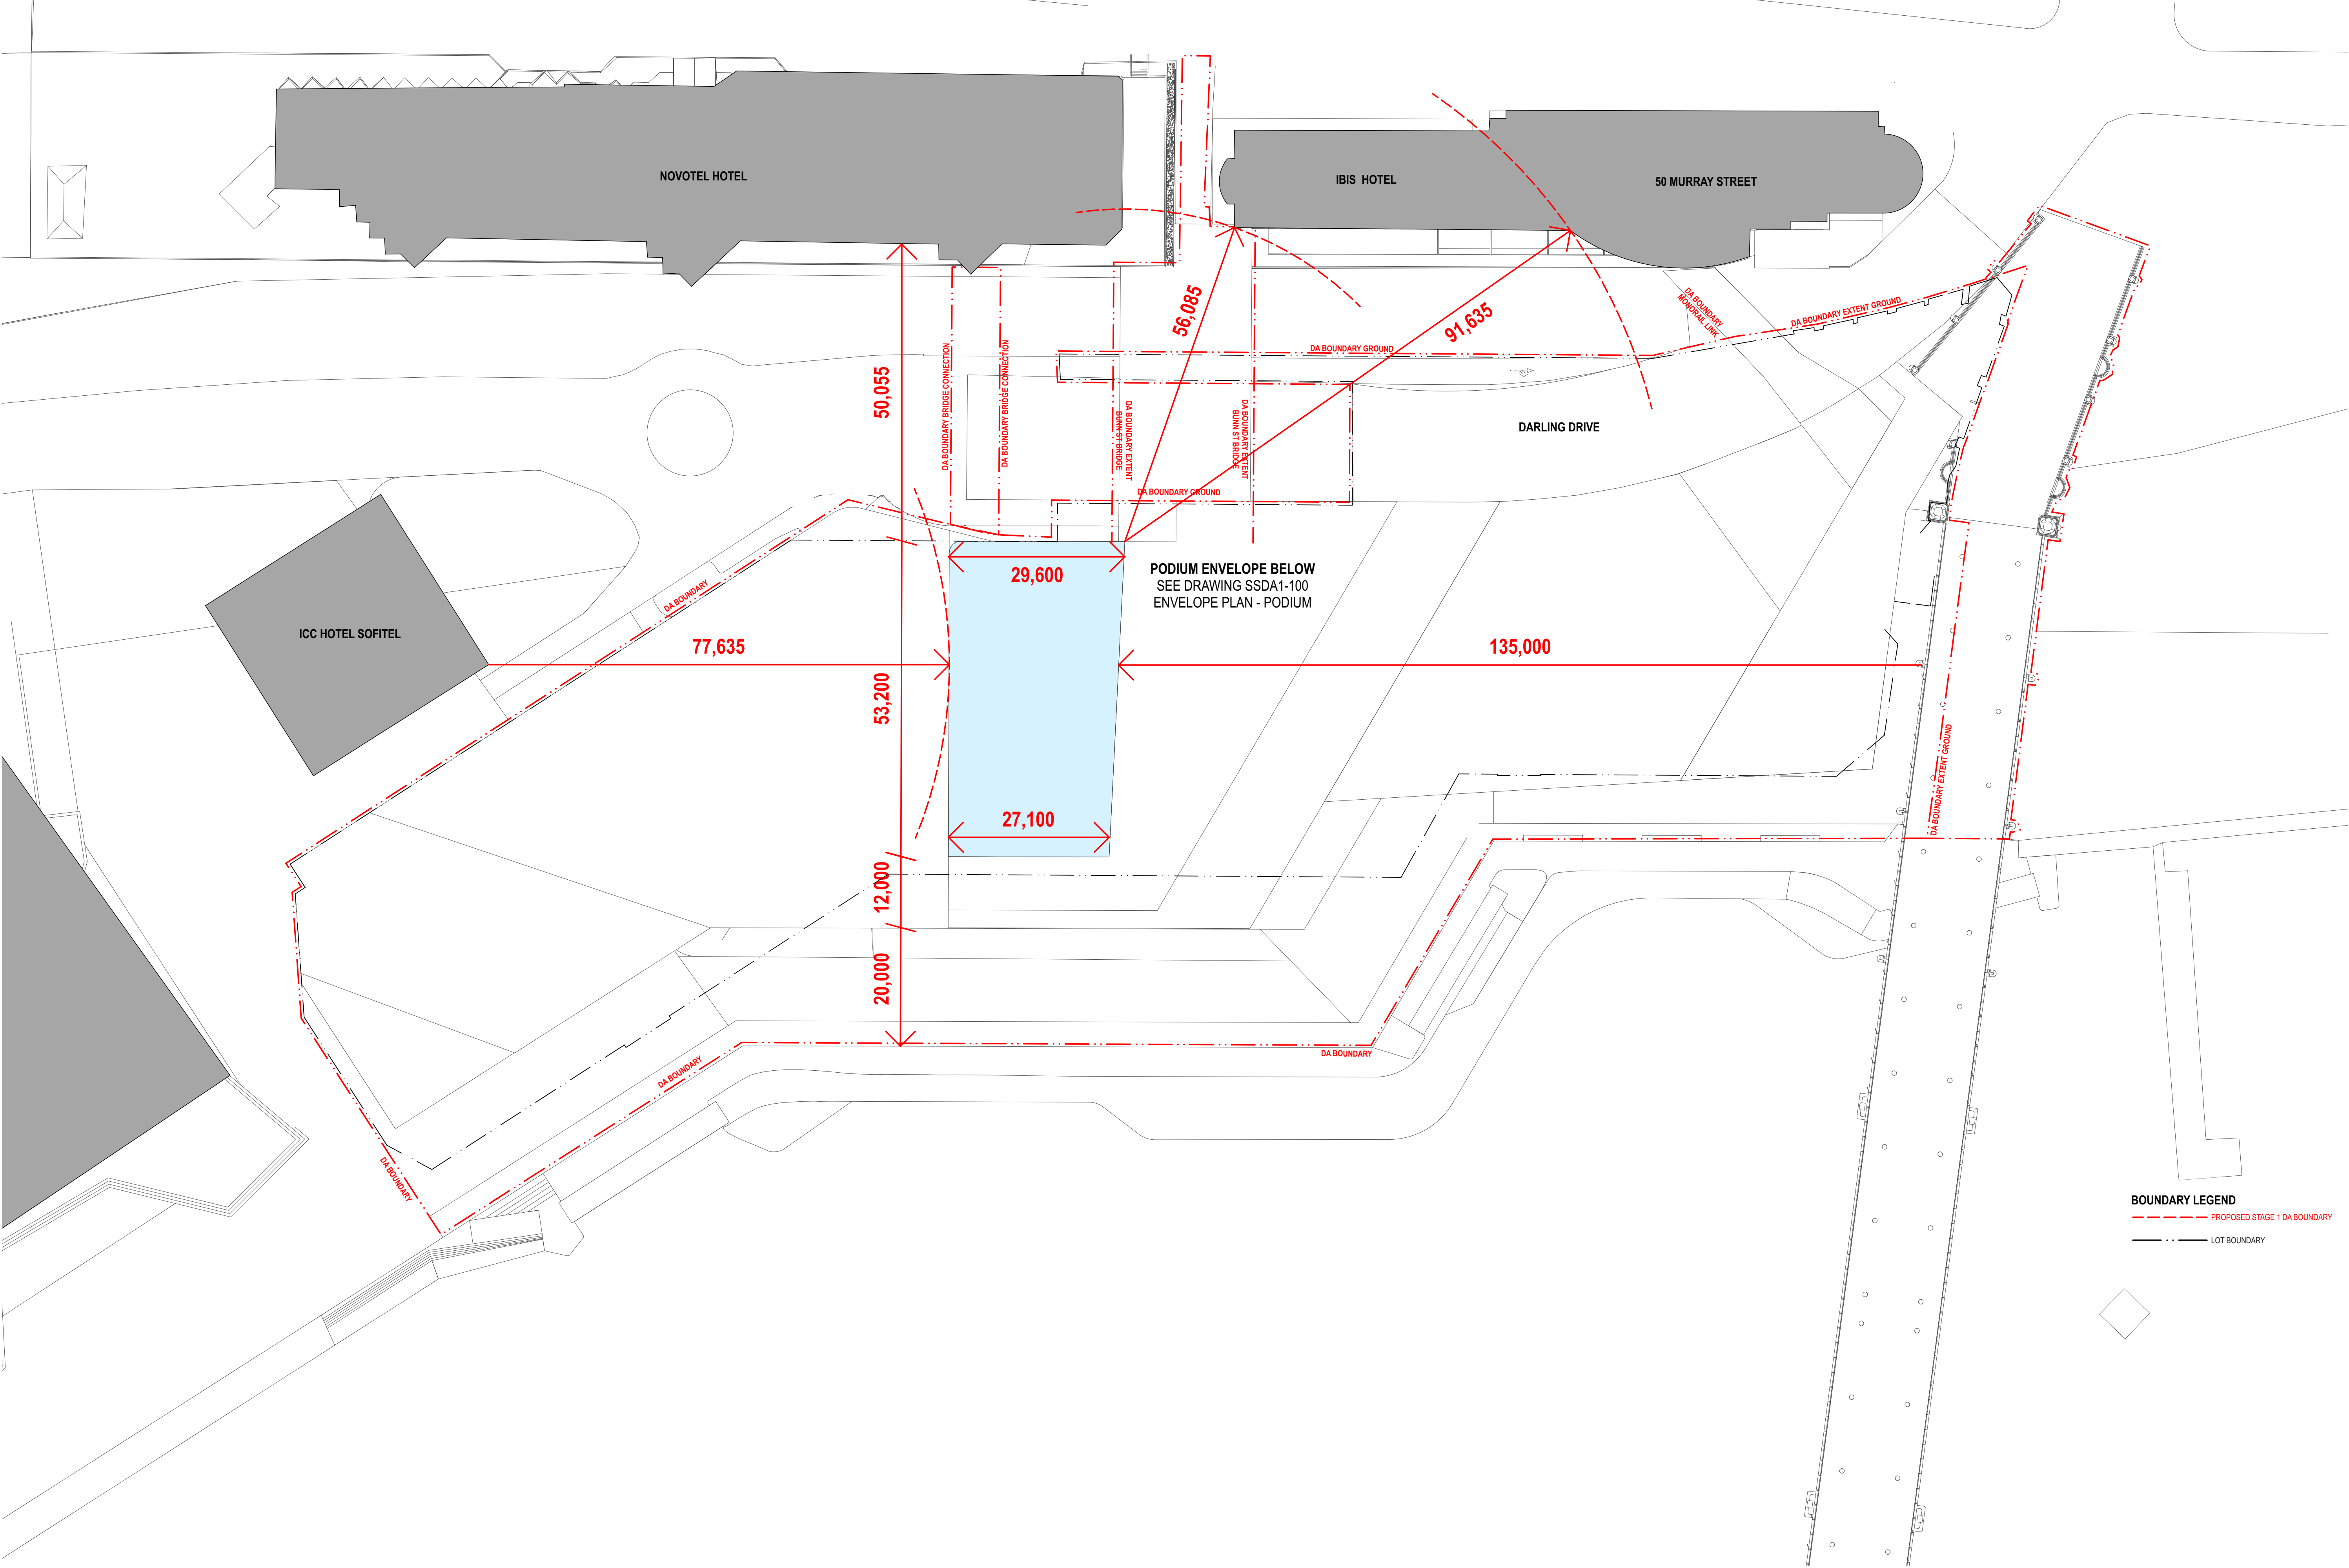 NOVOTEL HOTEL
IBIS HOTEL
50 MURRAY STREET
56,085
91,635
DA BOUNDARY
MONORAIL LINK
DA BOUNDARY EXTENT GROUND
DA BOUNDARY GROUND
50,055
DA BOUNDARY BRIDGE CONNECTION
DA BOUNDARY BRIDGE CONNECTION
DA BOUNDARY EXTENT
BUNN ST BRIDGE
DA BOUNDARY EXTENT
BUNN ST BRIDGE
DARLING DRIVE
DA BOUNDARY GROUND
29,600
PODIUM ENVELOPE BELOW
SEE DRAWING SSDA1-100
ENVELOPE PLAN - PODIUM
DA BOUNDARY
ICC HOTEL SOFITEL
77,635
135,000
53,200
DA BOUNDARY EXTENT GROUND
27,100
12,000
20,000
DA BOUNDARY
DA BOUNDARY
DA BOUNDARY
BOUNDARY LEGEND
PROPOSED STAGE 1 DA BOUNDARY
LOT BOUNDARY